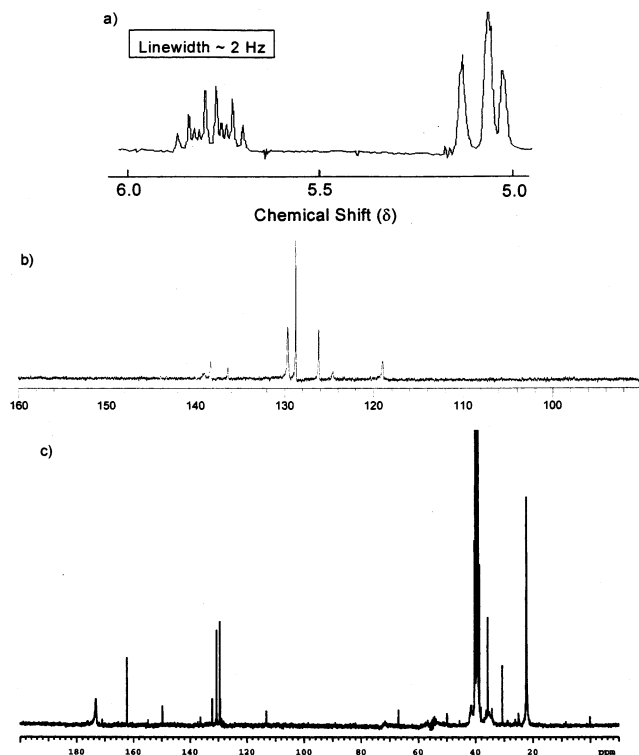 a)
Linewidth ~ 2 Hz
6.0 5.5 5.0
Chemical Shift (δ)
b)
160 150 140 130 120 110 100
c)
180 160 140 120 100 80 60 40 20 ppm